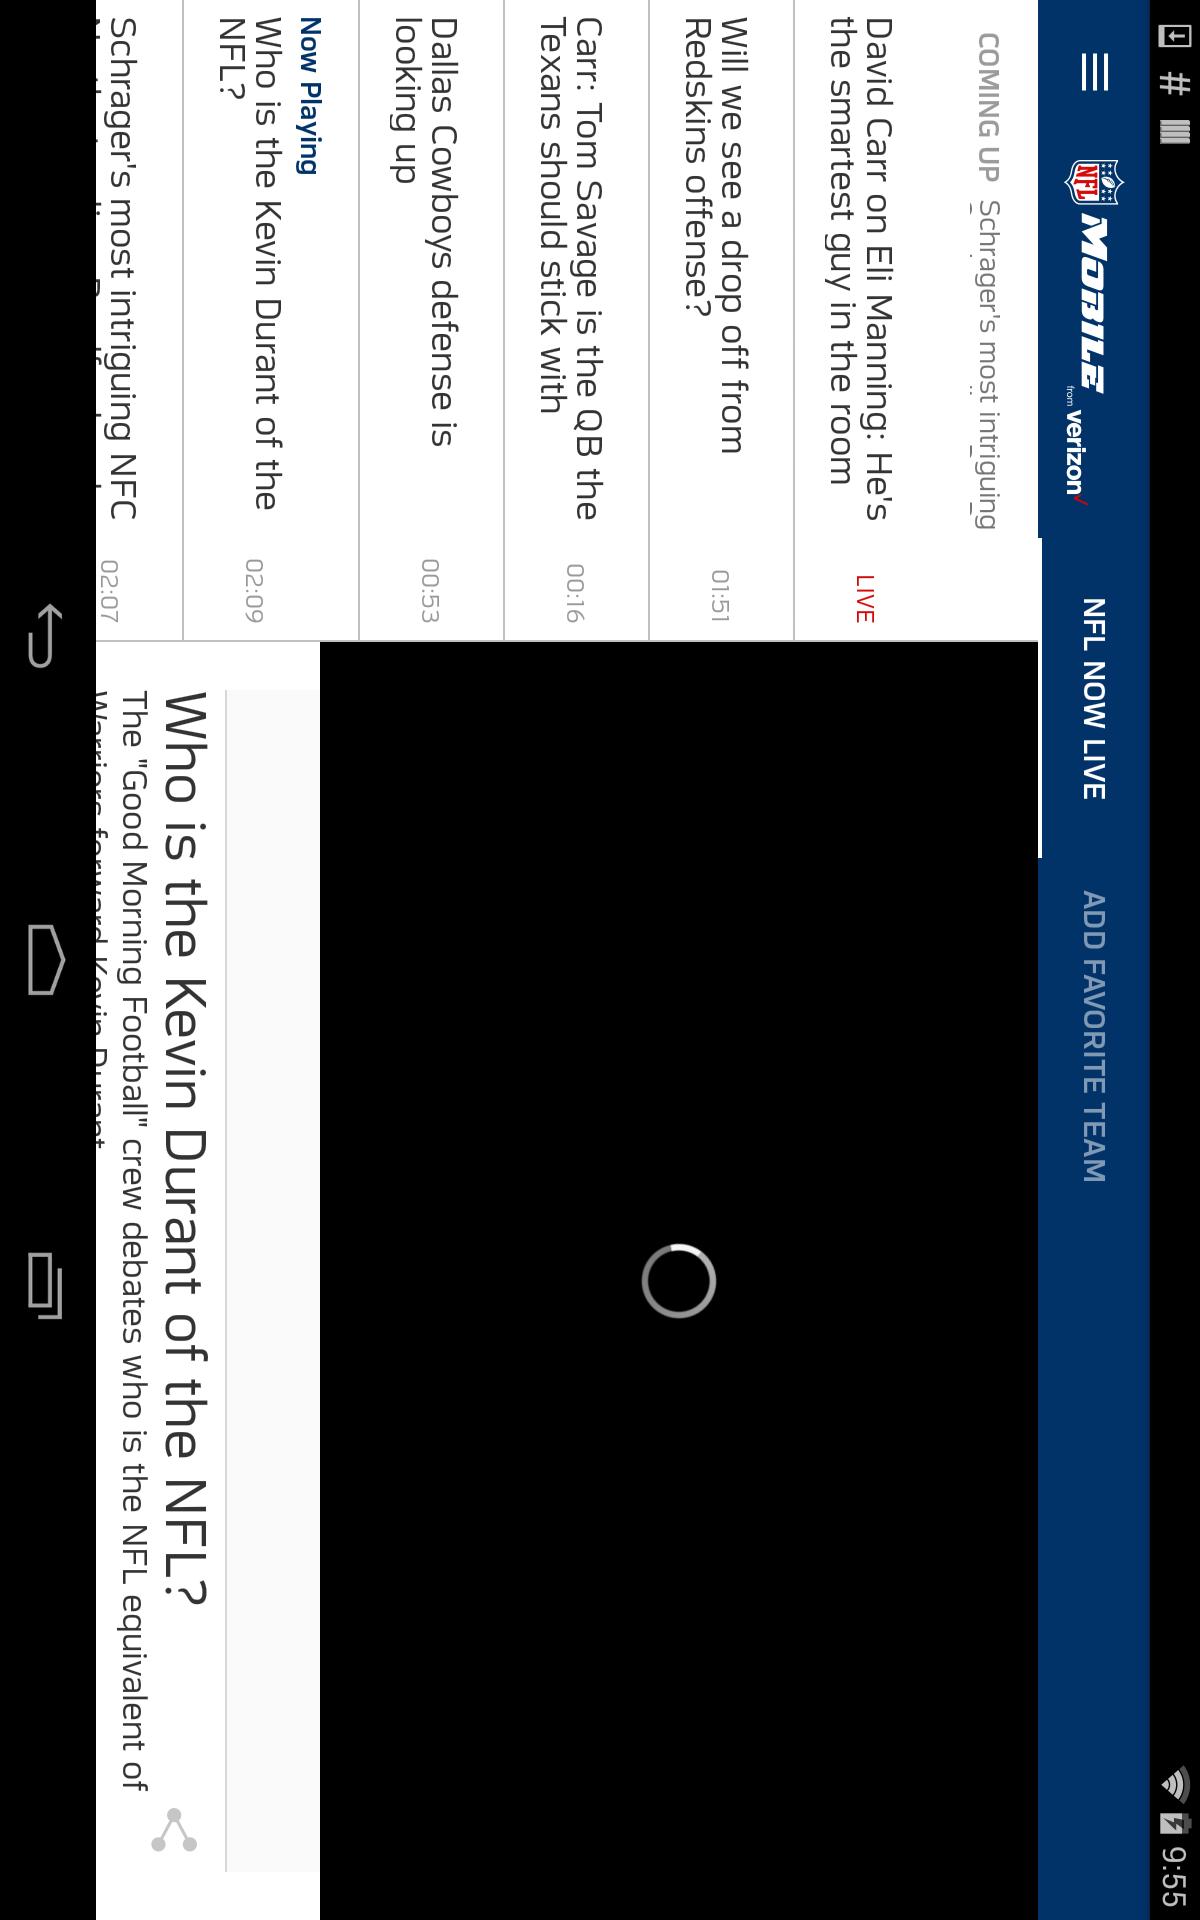 9:55
NFL MOBILE
from verizon
NFL NOW LIVE
ADD FAVORITE TEAM
COMING UP Schrager's most intriguing
David Carr on Eli Manning: He's
the smartest guy in the room
LIVE
Will we see a drop off from
Redskins offense?
01:51
Carr: Tom Savage is the QB the
Texans should stick with
00:16
Dallas Cowboys defense is
looking up
00:53
Now Playing
Who is the Kevin Durant of the
NFL?
02:09
Schrager's most intriguing NFC
02:07
Who is the Kevin Durant of the NFL?
The "Good Morning Football" crew debates who is the NFL equivalent of
Warriors forward Kevin Durant